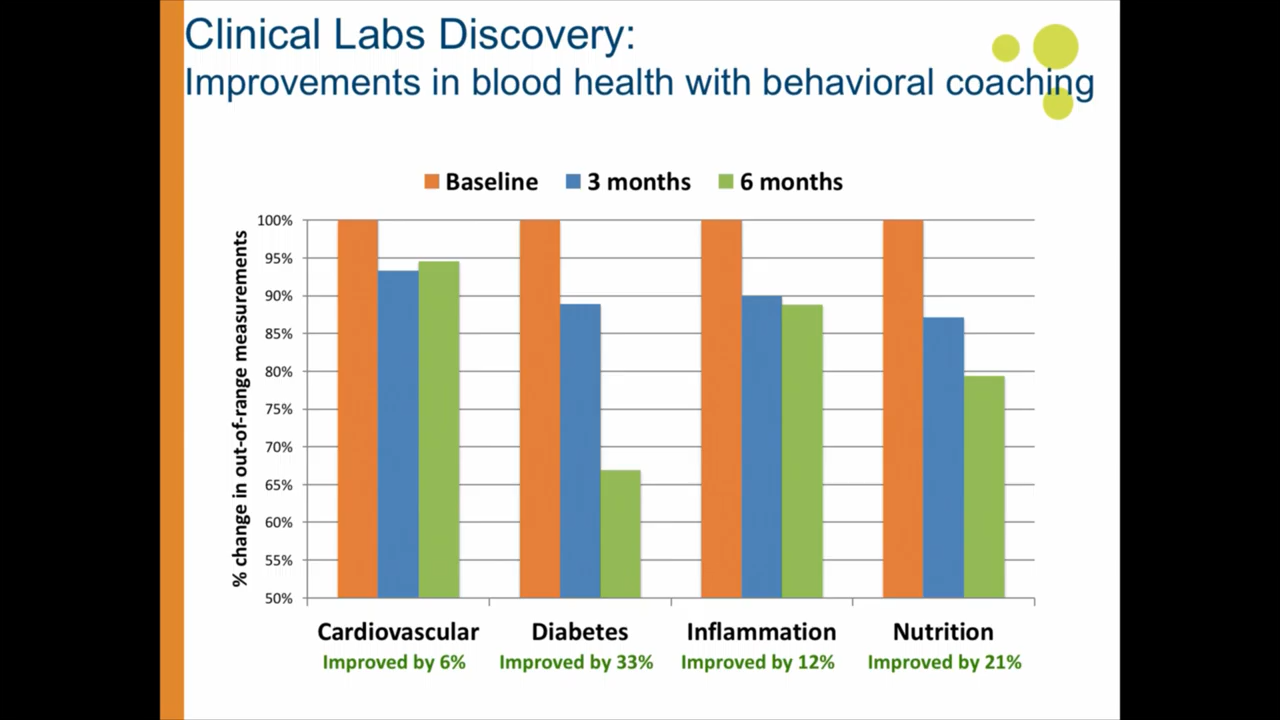 Clinical Labs Discovery:
Improvements in blood health with behavioral coaching
Baseline 3 months 6 months
% change in out-of-range measurements
100%
95%
90%
85%
80%
75%
70%
65%
60%
55%
50%
Cardiovascular Diabetes Inflammation Nutrition
Improved by 6% Improved by 33% Improved by 12% Improved by 21%